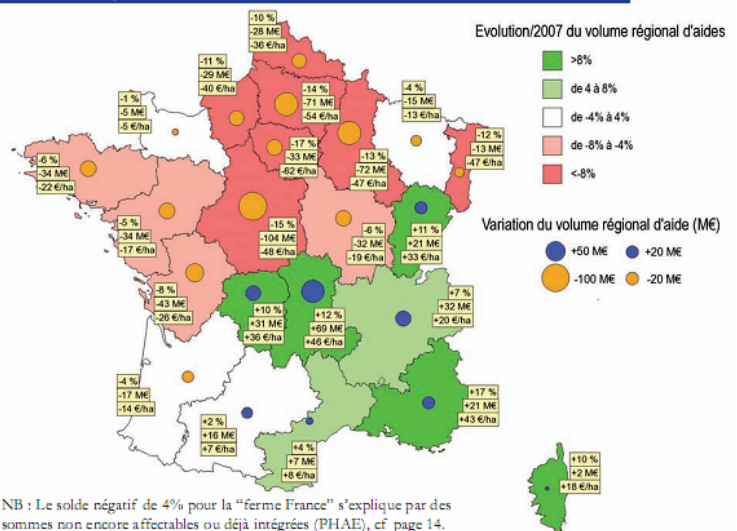 Evolution/2007 du volume régional d'aides
>8%
de 4 à 8%
de -4% à 4%
de -8% à -4%
<-8%
Variation du volume régional d'aide (M€)
+50 M€
+20 M€
-100 M€
-20 M€
-10 %
-28 M€
-36 €/ha
-11 %
-29 M€
-40 €/ha
-14 %
-71 M€
-54 €/ha
-4 %
-15 M€
-13 €/ha
-1 %
-5 M€
-5 €/ha
-17 %
-33 M€
-62 €/ha
-12 %
-13 M€
-47 €/ha
-13 %
-72 M€
-47 €/ha
-6 %
-34 M€
-22 €/ha
-5 %
-34 M€
-17 €/ha
-15 %
-104 M€
-48 €/ha
-6 %
-32 M€
-19 €/ha
+11 %
+21 M€
+33 €/ha
-8 %
-43 M€
-26 €/ha
+10 %
+31 M€
+36 €/ha
+12 %
+69 M€
+46 €/ha
+7 %
+32 M€
+20 €/ha
-4 %
-17 M€
-14 €/ha
+2 %
+16 M€
+7 €/ha
+4 %
+7 M€
+8 €/ha
+17 %
+21 M€
+43 €/ha
+10 %
+2 M€
+18 €/ha
NB : Le solde négatif de 4% pour la “ferme France” s’explique par des
sommes non encore affectables ou déjà intégrées (PHAE), cf page 14.